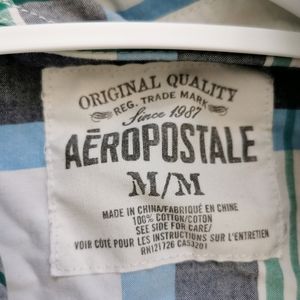 ORIGINAL QUALITY
REG. TRADE MARK
Since 1987
AÉROPOSTALE
M/M
MADE IN CHINA/FABRIQUÉ EN CHINE
100% COTTON/COTON
SEE SIDE FOR CARE/
VOIR CÔTÉ POUR LES INSTRUCTIONS SUR L'ENTRETIEN
RN121726 CA53201